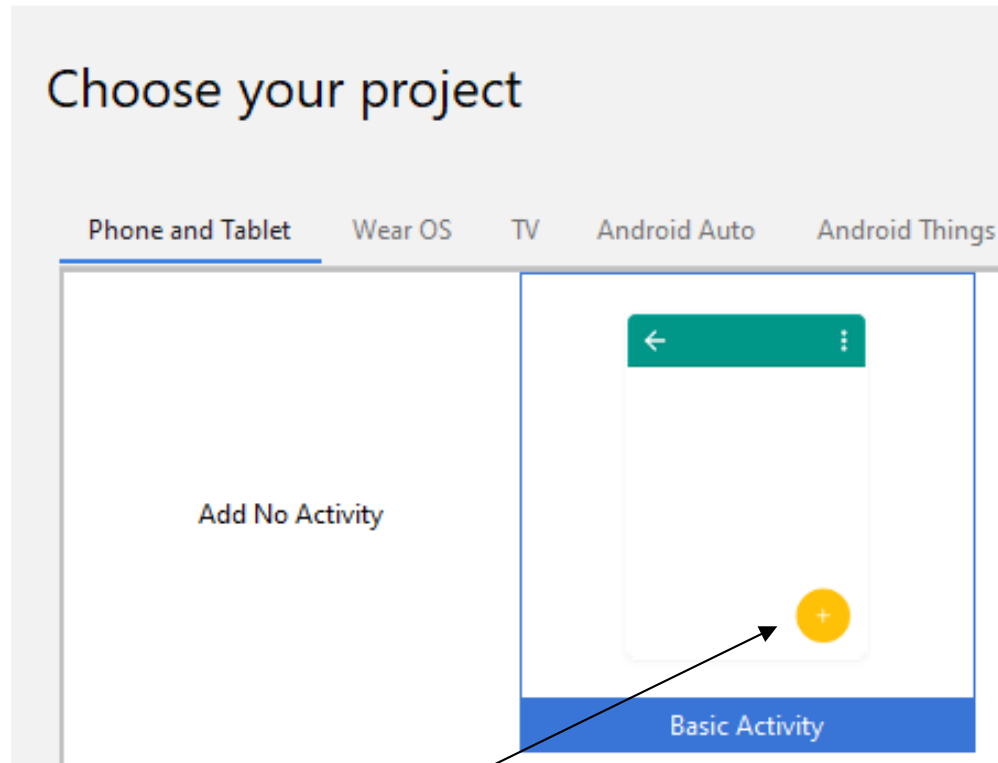 Choose your project
Phone and Tablet Wear OS TV Android Auto Android Things
Add No Activity
Basic Activity